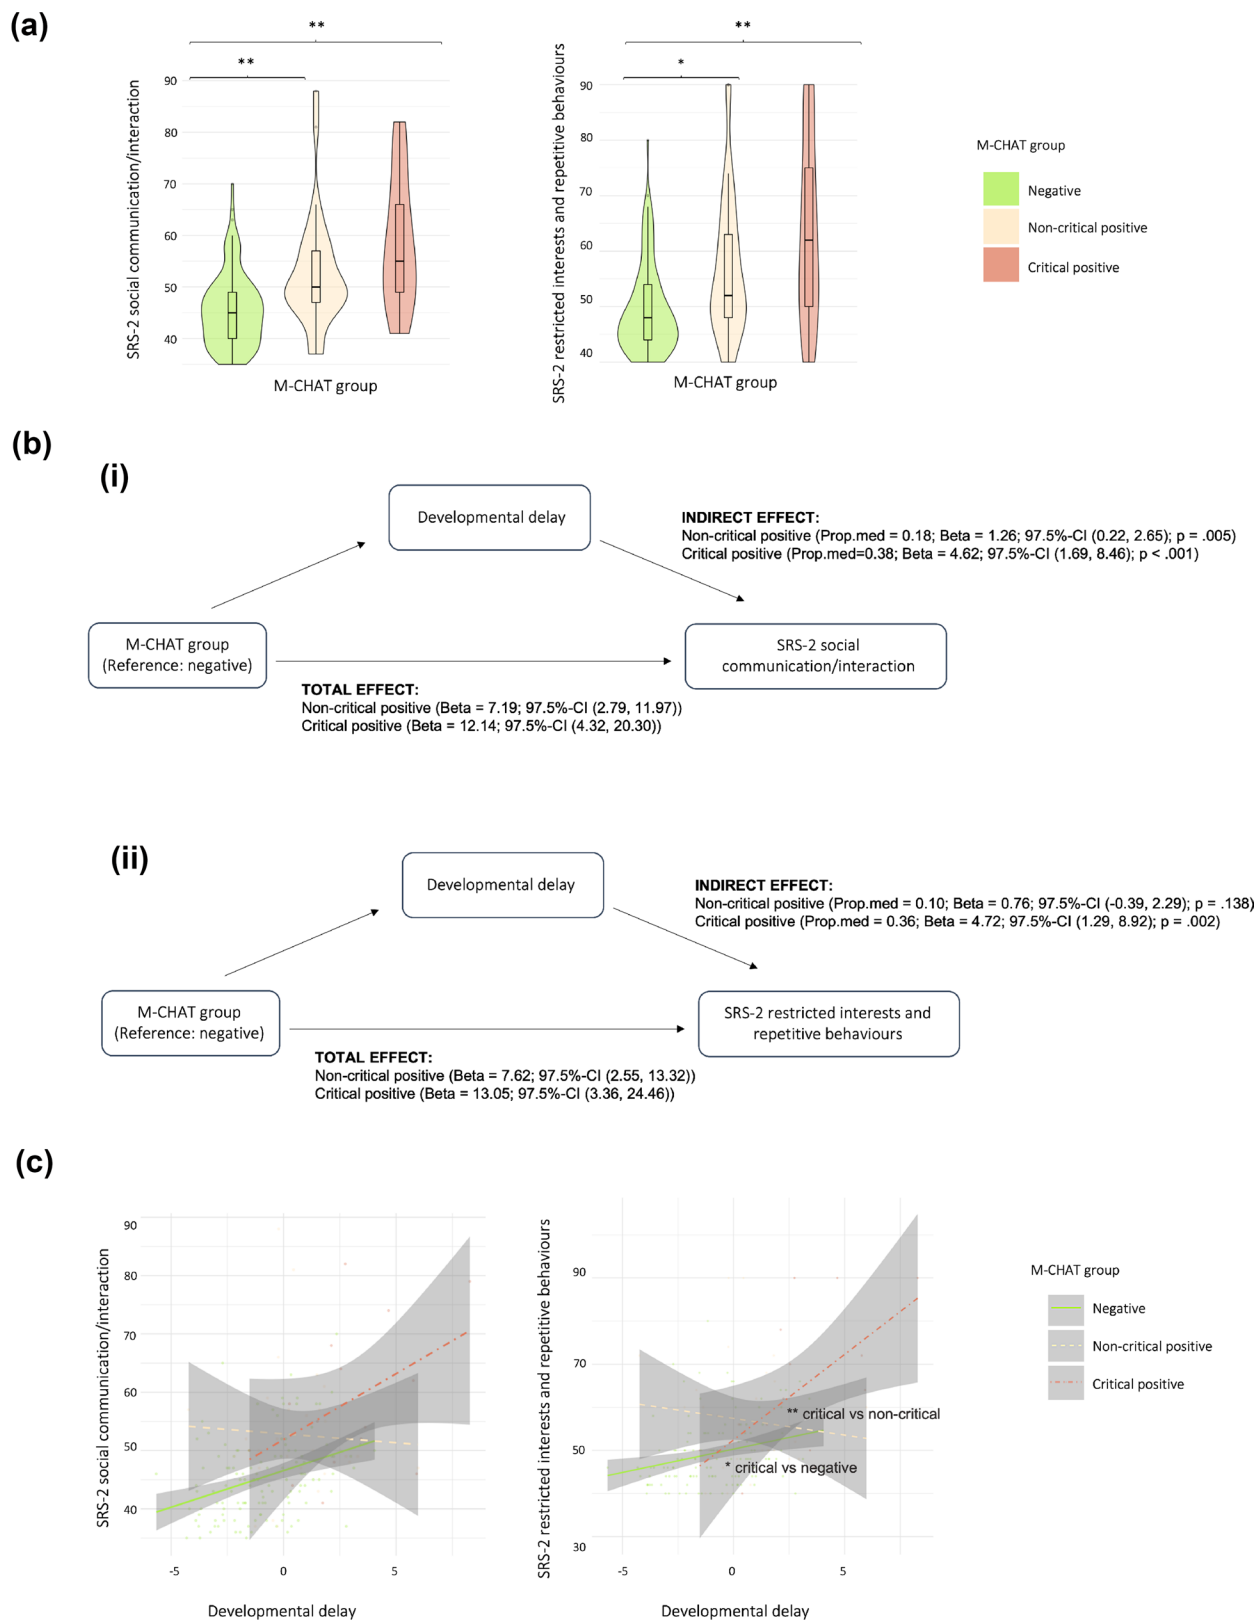 (a)
**
**
SRS-2 social communication/interaction
90
80
70
60
50
40
M-CHAT group
**
*
SRS-2 restricted interests and repetitive behaviours
90
80
70
60
50
40
M-CHAT group
M-CHAT group
Negative
Non-critical positive
Critical positive
(b)
(i)
Developmental delay
INDIRECT EFFECT:
Non-critical positive (Prop.med = 0.18; Beta = 1.26; 97.5%-CI (0.22, 2.65); p = .005)
Critical positive (Prop.med=0.38; Beta = 4.62; 97.5%-CI (1.69, 8.46); p < .001)
M-CHAT group
(Reference: negative)
SRS-2 social
communication/interaction
TOTAL EFFECT:
Non-critical positive (Beta = 7.19; 97.5%-CI (2.79, 11.97))
Critical positive (Beta = 12.14; 97.5%-CI (4.32, 20.30))
(ii)
Developmental delay
INDIRECT EFFECT:
Non-critical positive (Prop.med = 0.10; Beta = 0.76; 97.5%-CI (-0.39, 2.29); p = .138)
Critical positive (Prop.med = 0.36; Beta = 4.72; 97.5%-CI (1.29, 8.92); p = .002)
M-CHAT group
(Reference: negative)
SRS-2 restricted interests and
repetitive behaviours
TOTAL EFFECT:
Non-critical positive (Beta = 7.62; 97.5%-CI (2.55, 13.32))
Critical positive (Beta = 13.05; 97.5%-CI (3.36, 24.46))
(c)
SRS-2 social communication/interaction
90
80
70
60
50
40
-5
0
5
Developmental delay
SRS-2 restricted interests and repetitive behaviours
90
70
50
30
** critical vs non-critical
* critical vs negative
-5
0
5
Developmental delay
M-CHAT group
Negative
Non-critical positive
Critical positive